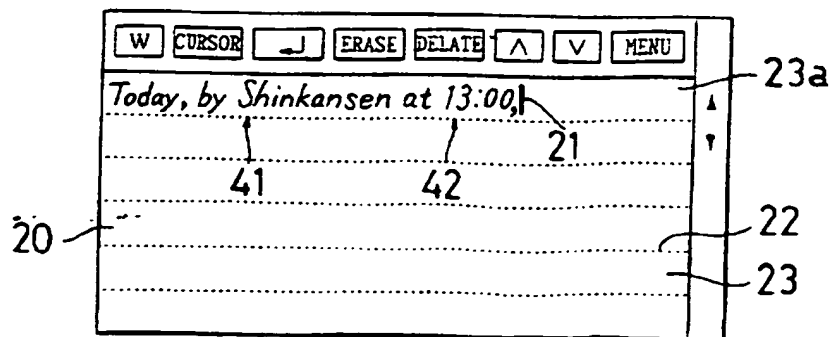 W CURSOR ↵ ERASE DELATE ∧ ∨ MENU
23a
Today, by Shinkansen at 13:00,
21
41 42
20
22
23